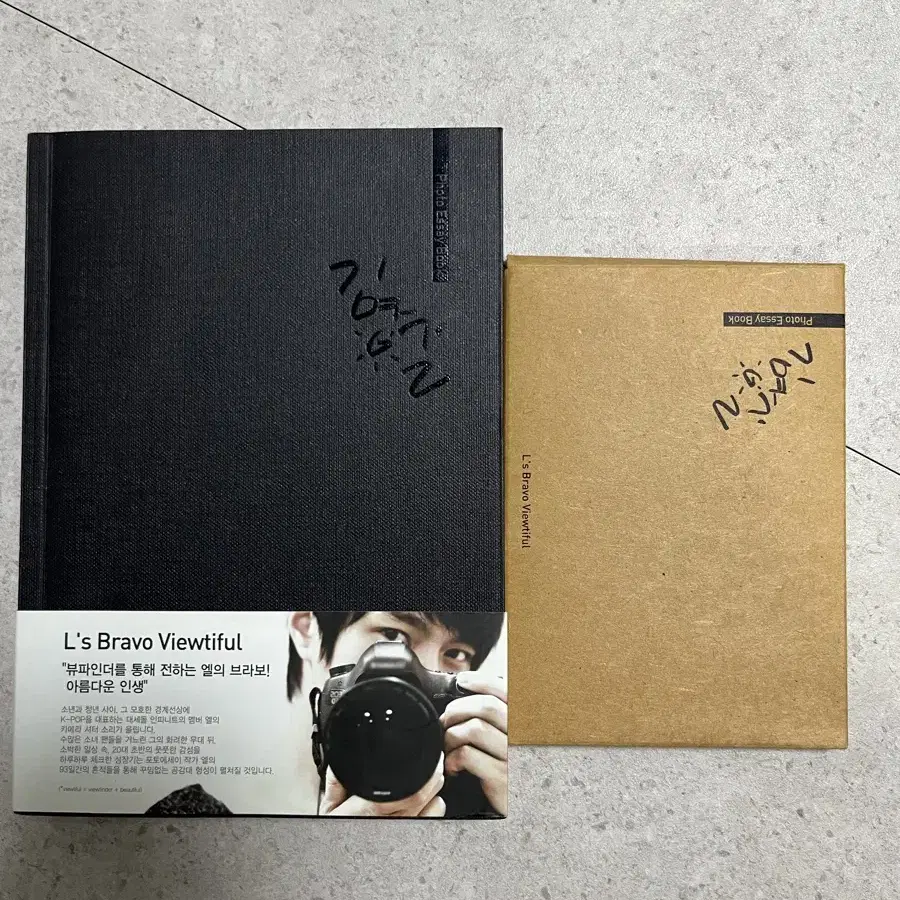 Photo Essay Book
L's Bravo Viewtiful
"뷰파인더를 통해 전하는 엘의 브라보!
아름다운 인생"
소년과 청년 사이, 그 모호한 경계선상에
K-POP을 대표하는 대세돌 인피니트의 멤버 엘의
카메라 셔터 소리가 울립니다.
수많은 소녀 팬들을 거느린 그의 화려한 무대 뒤,
소박한 일상 속, 20대 초반의 풋풋한 감성을
하루하루 체크한 심장기는 포토에세이 작가 엘의
93일간의 흔적들을 통해 꾸밈없는 공감대 형성이 펼쳐질 것입니다.
(*viewtiful = viewfinder + beautiful)
Photo Essay Book
L's Bravo Viewtiful